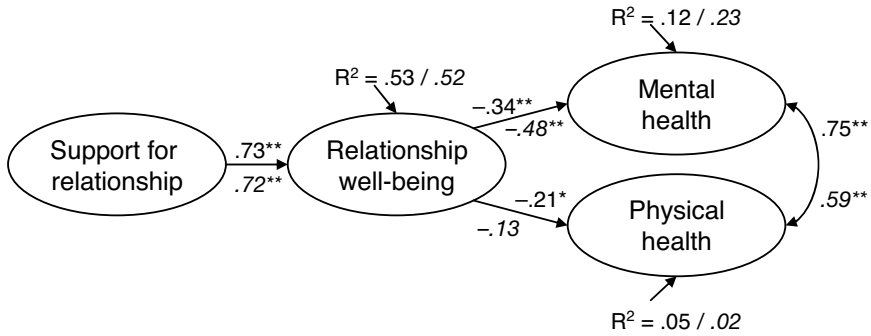 R² = .12 / .23
Mental
health
R² = .53 / .52
–.34**
–.48**
Support for
relationship
.73**
.72**
Relationship
well-being
.75**
.59**
–.21*
–.13
Physical
health
R² = .05 / .02